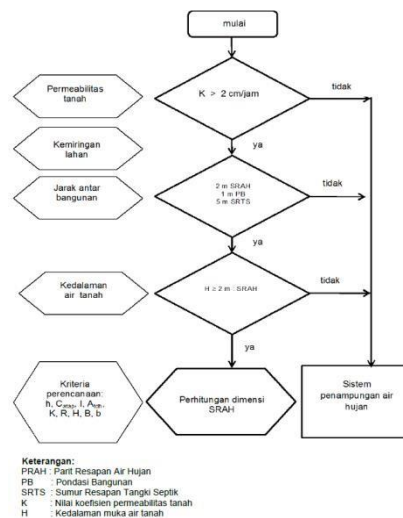 mulai
Permeabilitas
tanah
K > 2 cm/jam
tidak
ya
Kemiringan
lahan
Jarak antar
bangunan
2 m SRAH
1 m PB
5 m SRTS
tidak
ya
Kedalaman
air tanah
H ≥ 2 m : SRAH
tidak
ya
Kriteria
perencanaan:
h, C, I, A
K, R, H, B, b
Perhitungan dimensi
SRAH
Sistem
penampungan air
hujan
Keterangan:
PRAH : Parit Resapan Air Hujan
PB : Pondasi Bangunan
SRTS : Sumur Resapan Tangki Septik
K : Nilai koefisien permeabilitas tanah
H : Kedalaman muka air tanah